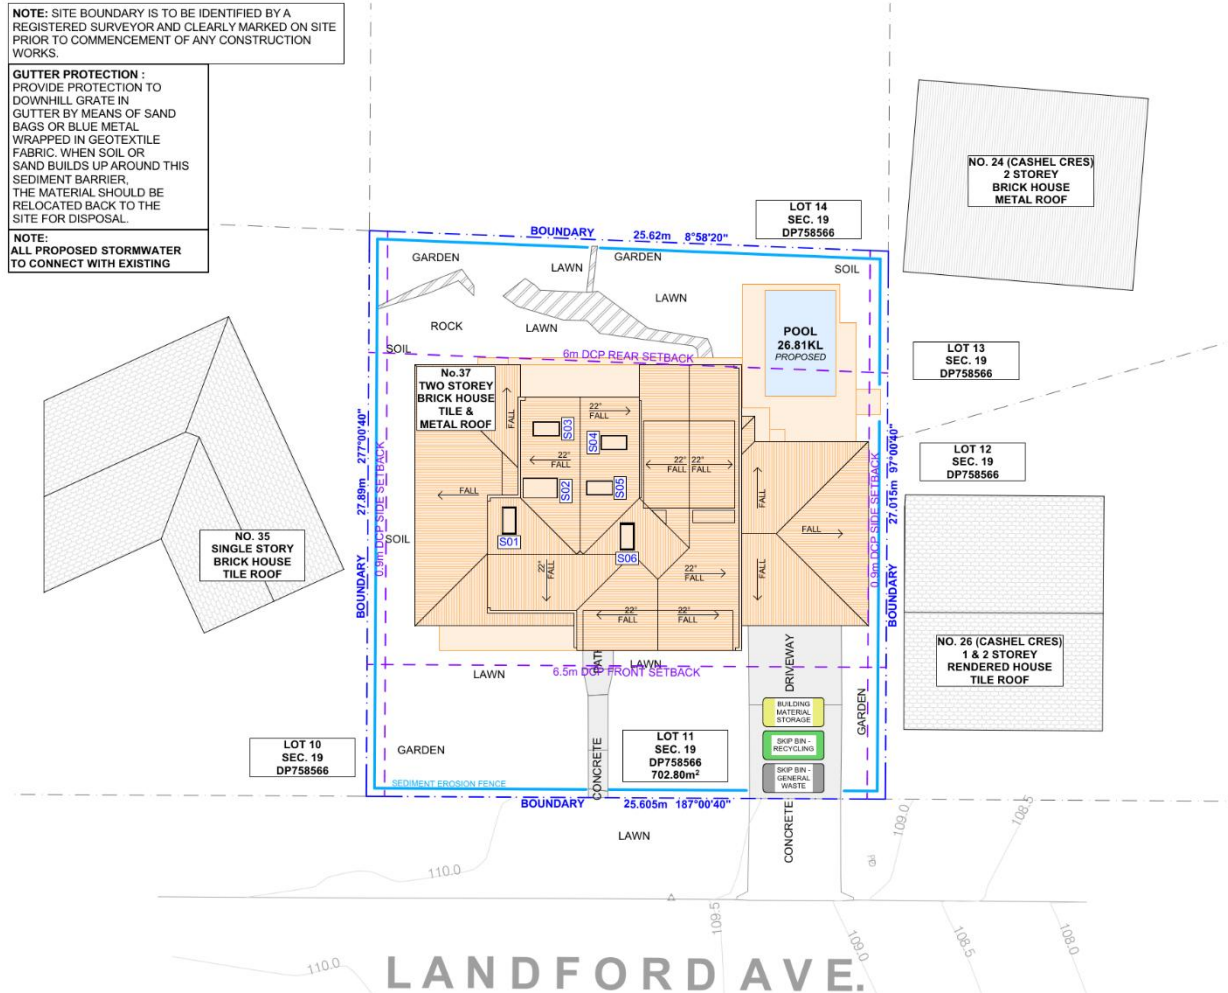 NOTE: SITE BOUNDARY IS TO BE IDENTIFIED BY A
REGISTERED SURVEYOR AND CLEARLY MARKED ON SITE
PRIOR TO COMMENCEMENT OF ANY CONSTRUCTION
WORKS.
GUTTER PROTECTION :
PROVIDE PROTECTION TO
DOWNHILL GRATE IN
GUTTER BY MEANS OF SAND
BAGS OR BLUE METAL
WRAPPED IN GEOTEXTILE
FABRIC. WHEN SOIL OR
SAND BUILDS UP AROUND THIS
SEDIMENT BARRIER,
THE MATERIAL SHOULD BE
RELOCATED BACK TO THE
SITE FOR DISPOSAL.
NOTE:
ALL PROPOSED STORMWATER
TO CONNECT WITH EXISTING
NO. 24 (CASHEL CRES)
2 STOREY
BRICK HOUSE
METAL ROOF
LOT 14
SEC. 19
DP758566
BOUNDARY 25.62m 8°58'20"
GARDEN
LAWN
GARDEN
SOIL
LAWN
ROCK
LAWN
POOL
26.81KL
PROPOSED
SOIL
6m DCP REAR SETBACK
LOT 13
SEC. 19
DP758566
No.37
TWO STOREY
BRICK HOUSE
TILE &
METAL ROOF
FALL
22°
FALL
S03
S04
22°
FALL
22° 22°
FALL FALL
S02
S05
FALL
FALL
FALL
S01
S06
22°
FALL
22°
FALL
FALL
22° 22°
FALL FALL
BOUNDARY 27.89m 277°00'40"
0.9m DCP SIDE SETBACK
SOIL
0.9m DCP SIDE SETBACK
BOUNDARY 27.015m 97°00'40"
LOT 12
SEC. 19
DP758566
NO. 35
SINGLE STORY
BRICK HOUSE
TILE ROOF
NO. 26 (CASHEL CRES)
1 & 2 STOREY
RENDERED HOUSE
TILE ROOF
PATH
LAWN
LAWN
6.5m DCP FRONT SETBACK
DRIVEWAY
BUILDING
MATERIAL
STORAGE
SKIP BIN -
RECYCLING
SKIP BIN -
GENERAL
WASTE
GARDEN
LOT 10
SEC. 19
DP758566
GARDEN
CONCRETE
LOT 11
SEC. 19
DP758566
702.80m²
SEDIMENT EROSION FENCE
BOUNDARY 25.605m 187°00'40"
LAWN
CONCRETE
109.0
108.5
110.0
109.5
109.0
108.5
108.0
110.0
LANDFORD AVE.